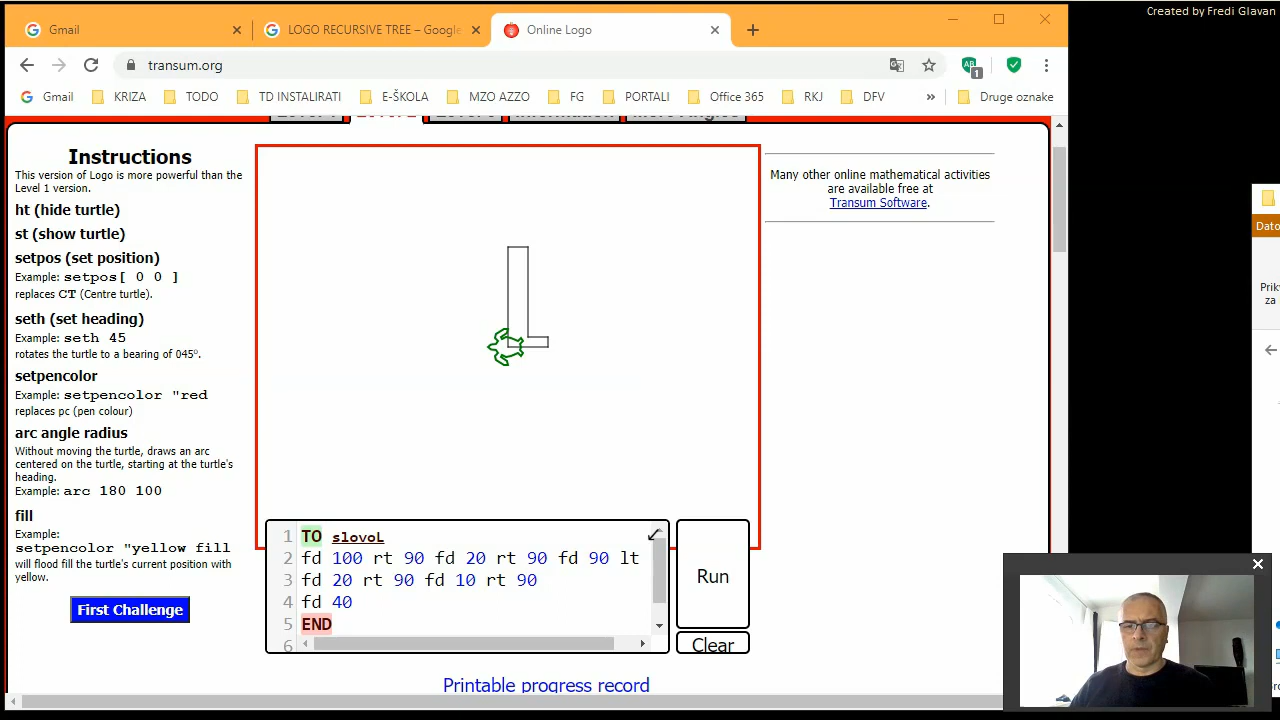 Created by Fredi Glavan
Gmail
LOGO RECURSIVE TREE – Google
Online Logo
transum.org
Gmail
KRIZA
TODO
TD INSTALIRATI
E-ŠKOLA
MZO AZZO
FG
PORTALI
Office 365
RKJ
DFV
»
Druge oznake
Instructions
This version of Logo is more powerful than the
Level 1 version.
ht (hide turtle)
st (show turtle)
setpos (set position)
Example: setpos[ 0 0 ]
replaces CT (Centre turtle).
seth (set heading)
Example: seth 45
rotates the turtle to a bearing of 045º.
setpencolor
Example: setpencolor "red
replaces pc (pen colour)
arc angle radius
Without moving the turtle, draws an arc
centered on the turtle, starting at the turtle's
heading.
Example: arc 180 100
fill
Example:
setpencolor "yellow fill
will flood fill the turtle's current position with
yellow.
First Challenge
Many other online mathematical activities
are available free at
Transum Software.
1 TO slovoL
2 fd 100 rt 90 fd 20 rt 90 fd 90 lt
3 fd 20 rt 90 fd 10 rt 90
4 fd 40
5 END
6
Run
Clear
Printable progress record
Dato
Prik
za